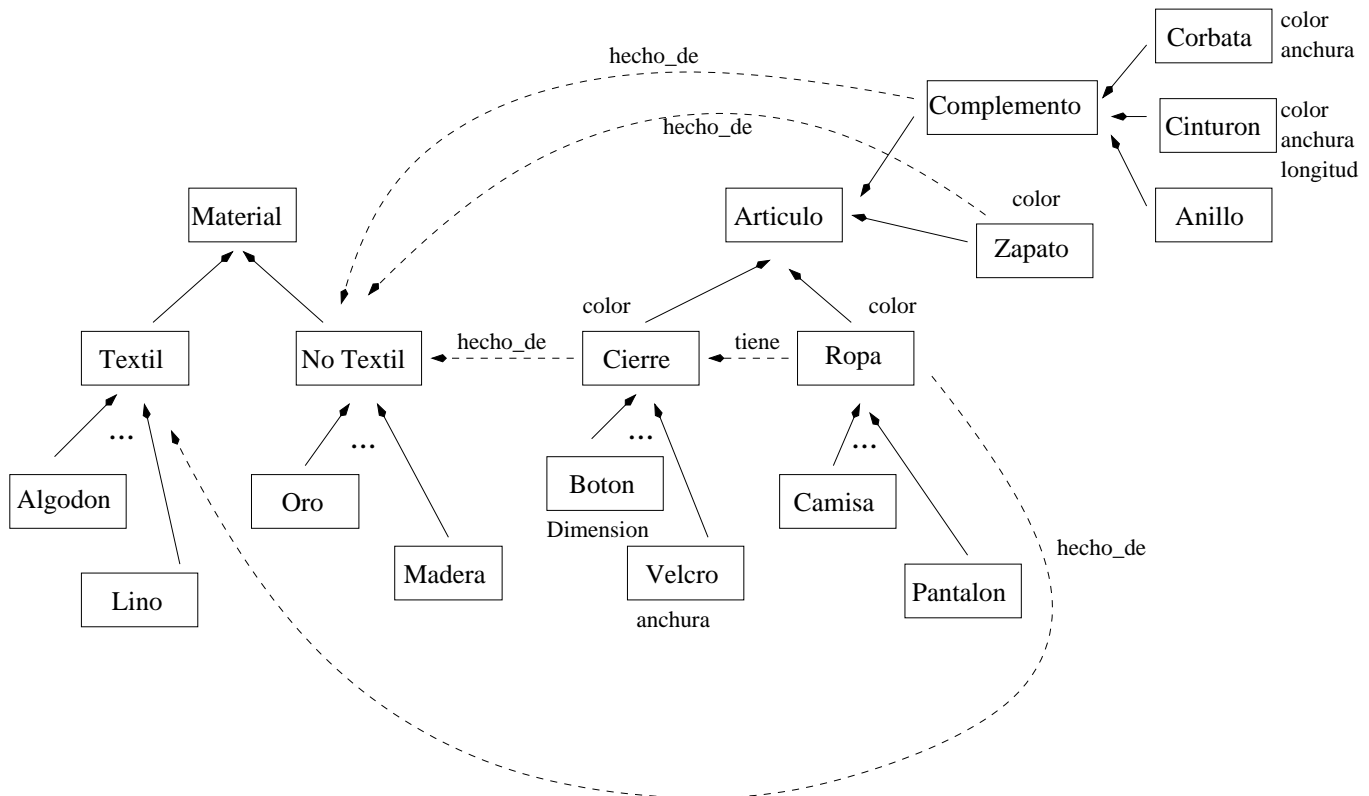 Corbata
color
anchura
hecho_de
Complemento
Cinturon
color
anchura
longitud
hecho_de
Material
Articulo
color
Anillo
Zapato
color
color
Textil
No Textil
hecho_de
Cierre
tiene
Ropa
...
...
...
...
Algodon
Oro
Boton
Camisa
Dimension
hecho_de
Lino
Madera
Velcro
Pantalon
anchura